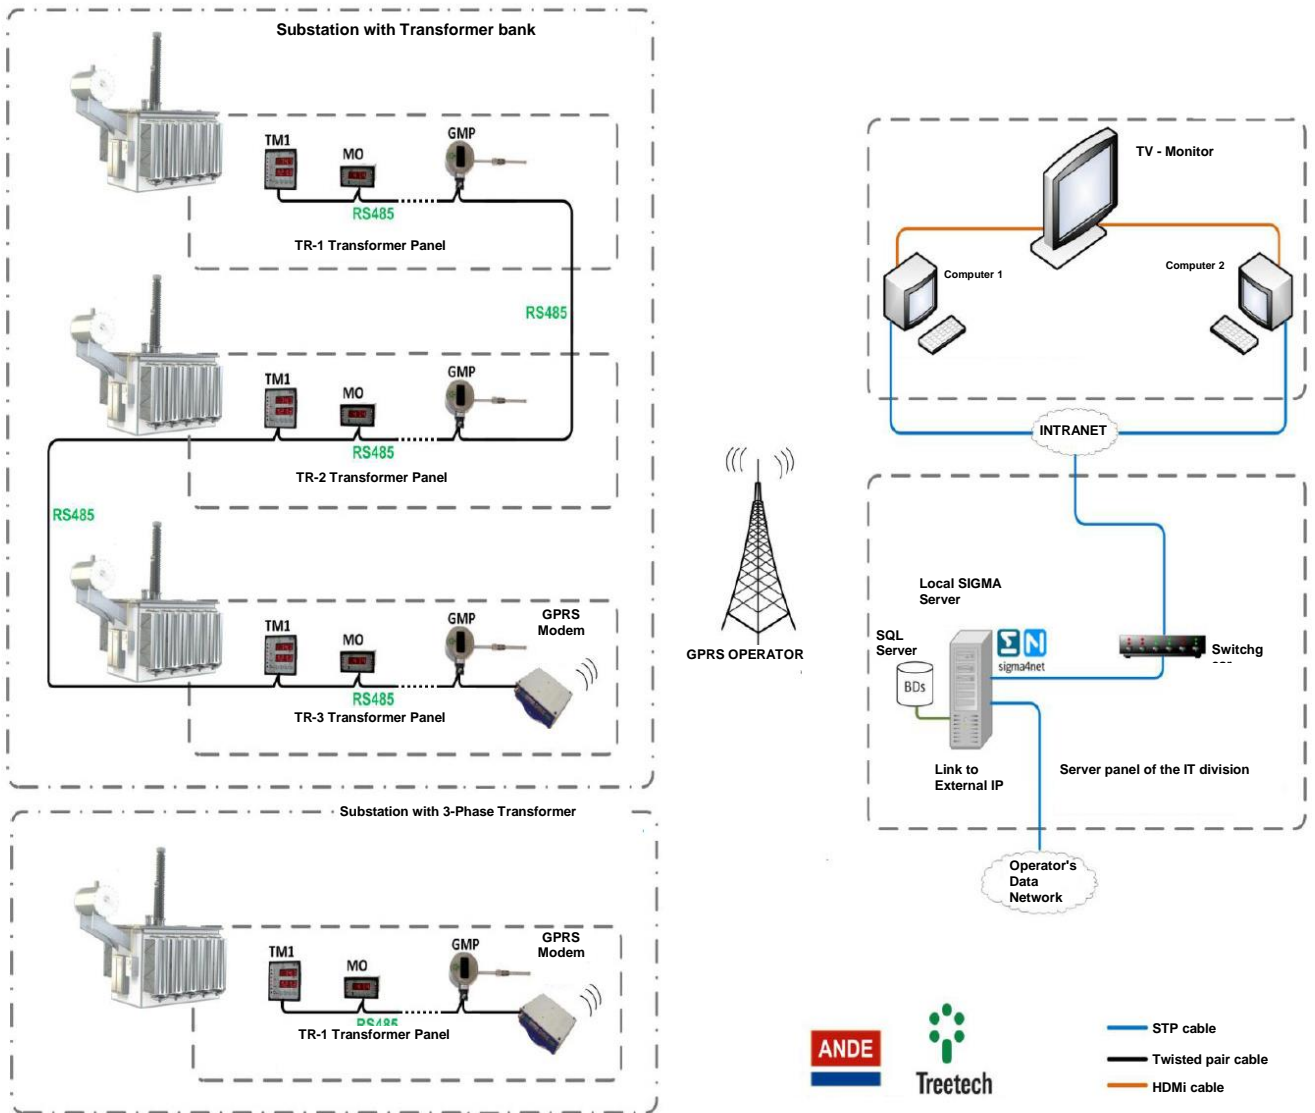 Substation with Transformer bank
TM1
MO
GMP
RS485
TR-1 Transformer Panel
RS485
TM1
MO
GMP
RS485
TR-2 Transformer Panel
RS485
TM1
MO
GMP
GPRS
Modem
RS485
TR-3 Transformer Panel
Substation with 3-Phase Transformer
TM1
MO
GMP
GPRS
Modem
RS485
TR-1 Transformer Panel
GPRS OPERATOR
TV - Monitor
Computer 1
Computer 2
INTRANET
Local SIGMA
Server
SQL
Server
BDs
Σ N
sigma4net
Switchg
Link to
External IP
Server panel of the IT division
Operator's
Data
Network
ANDE
Treetech
STP cable
Twisted pair cable
HDMi cable